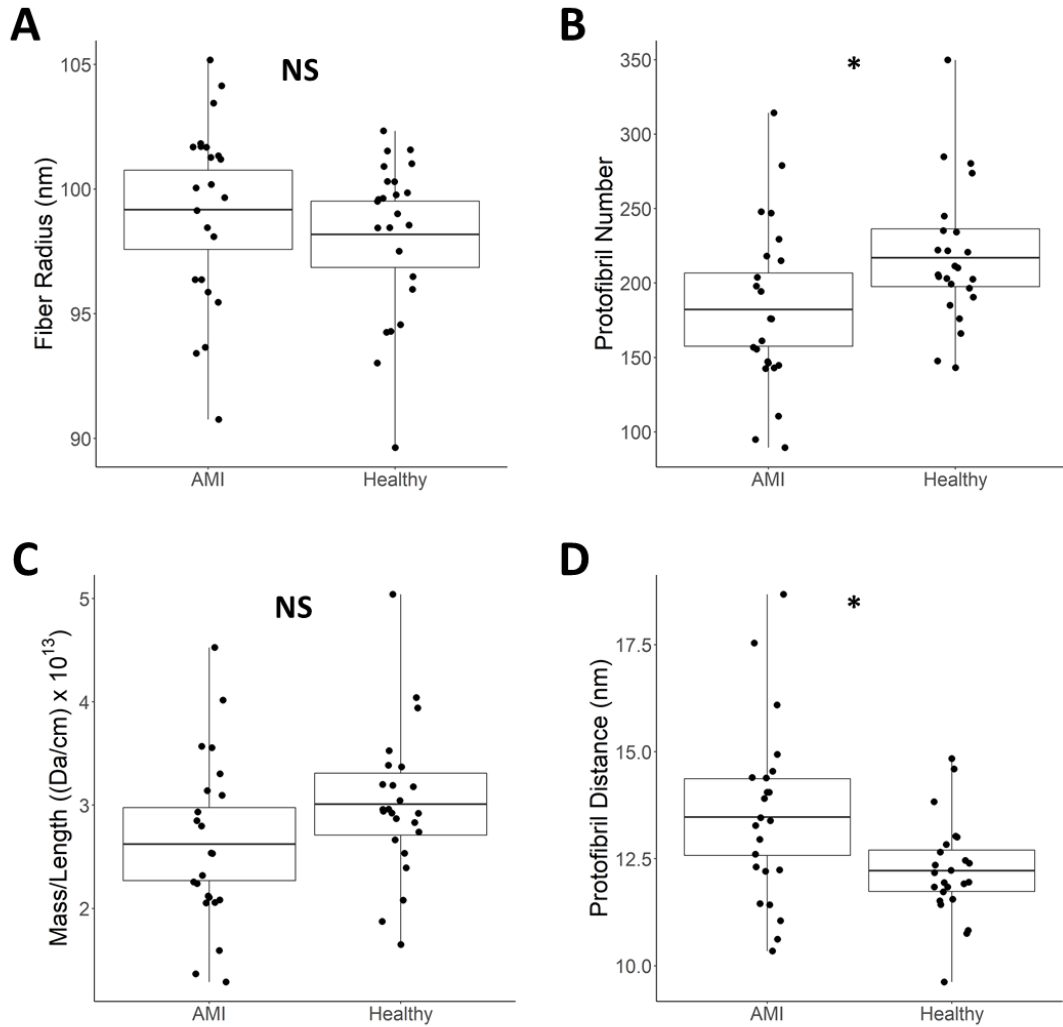 A
NS
Fiber Radius (nm)
105
100
95
90
AMI
Healthy
B
*
Protofibril Number
350
300
250
200
150
100
AMI
Healthy
C
NS
Mass/Length ((Da/cm) x 10¹³)
5
4
3
2
AMI
Healthy
D
*
Protofibril Distance (nm)
17.5
15.0
12.5
10.0
AMI
Healthy